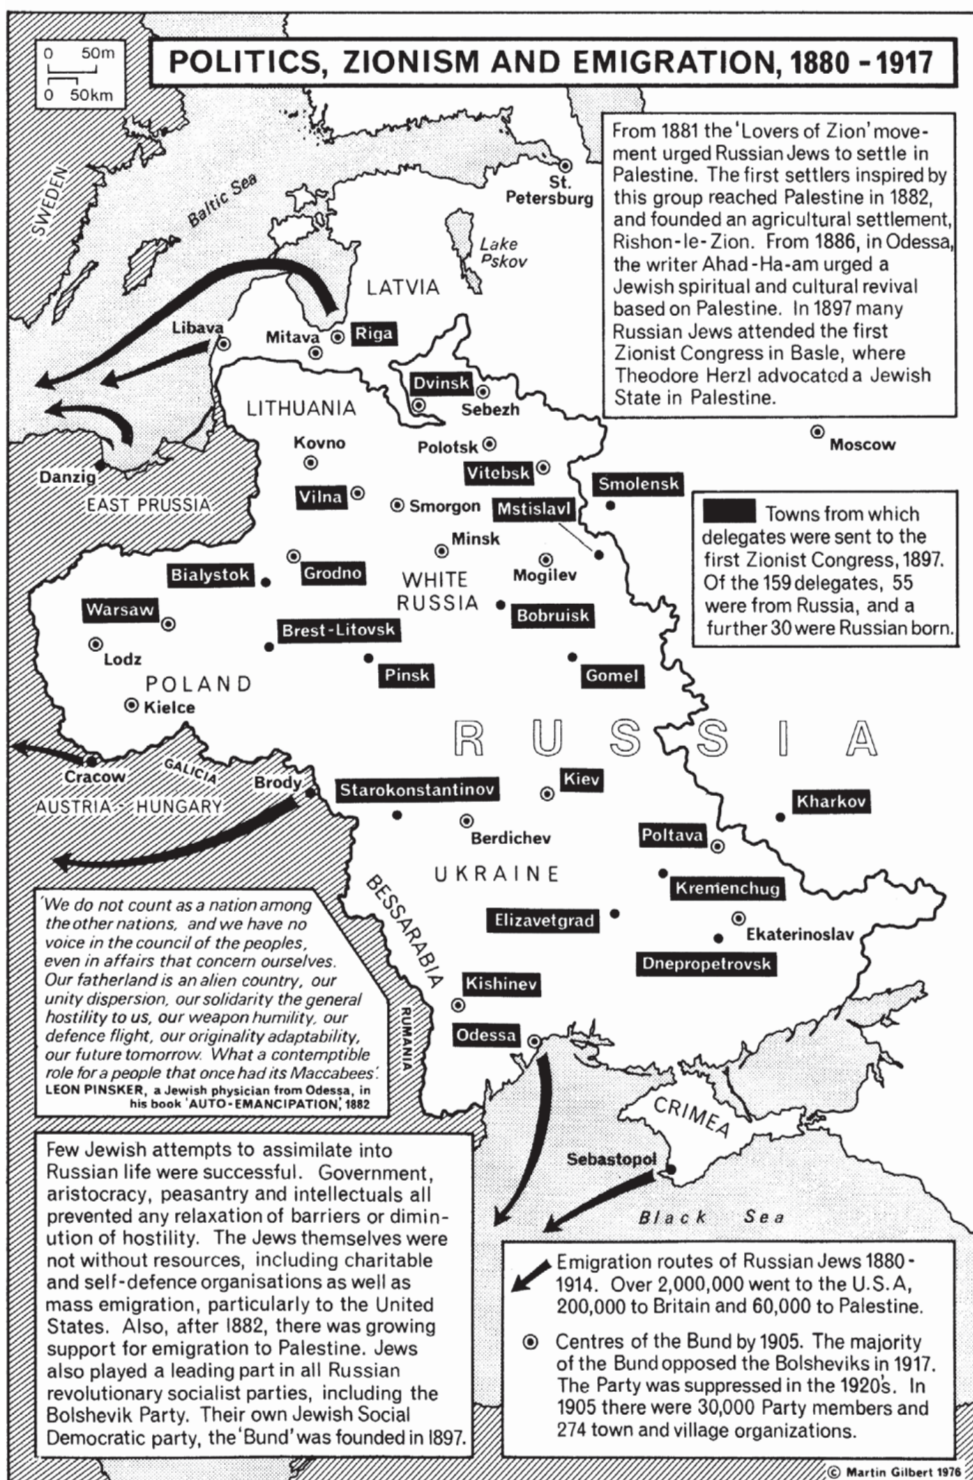 0 50m
0 50km
POLITICS, ZIONISM AND EMIGRATION, 1880 - 1917
From 1881 the 'Lovers of Zion' move-
ment urged Russian Jews to settle in
Palestine. The first settlers inspired by
this group reached Palestine in 1882,
and founded an agricultural settlement,
Rishon-le-Zion. From 1886, in Odessa,
the writer Ahad-Ha-am urged a
Jewish spiritual and cultural revival
based on Palestine. In 1897 many
Russian Jews attended the first
Zionist Congress in Basle, where
Theodore Herzl advocated a Jewish
State in Palestine.
SWEDEN
Baltic Sea
St.
Petersburg
Lake
Pskov
LATVIA
Libava
Mitava
Riga
Dvinsk
Sebezh
LITHUANIA
Kovno
Polotsk
Moscow
Vitebsk
Danzig
EAST PRUSSIA
Vilna
Smorgon
Mstislavl
Smolensk
Towns from which
delegates were sent to the
first Zionist Congress, 1897.
Of the 159 delegates, 55
were from Russia, and a
further 30 were Russian born.
Minsk
Bialystok
Grodno
WHITE
RUSSIA
Mogilev
Warsaw
Bobruisk
Brest-Litovsk
Lodz
Pinsk
Gomel
POLAND
Kielce
RUSSIA
Cracow
GALICIA
Brody
AUSTRIA-HUNGARY
Starokonstantinov
Kiev
Kharkov
Berdichev
Poltava
UKRAINE
Kremenchug
BESSARABIA
Elizavetgrad
Ekaterinoslav
Dnepropetrovsk
Kishinev
RUMANIA
Odessa
CRIMEA
Sebastopol
Black Sea
'We do not count as a nation among
the other nations, and we have no
voice in the council of the peoples,
even in affairs that concern ourselves.
Our fatherland is an alien country, our
unity dispersion, our solidarity the general
hostility to us, our weapon humility, our
defence flight, our originality adaptability,
our future tomorrow. What a contemptible
role for a people that once had its Maccabees'.
LEON PINSKER, a Jewish physician from Odessa, in
his book 'AUTO-EMANCIPATION', 1882
Few Jewish attempts to assimilate into
Russian life were successful. Government,
aristocracy, peasantry and intellectuals all
prevented any relaxation of barriers or dimin-
ution of hostility. The Jews themselves were
not without resources, including charitable
and self-defence organisations as well as
mass emigration, particularly to the United
States. Also, after 1882, there was growing
support for emigration to Palestine. Jews
also played a leading part in all Russian
revolutionary socialist parties, including the
Bolshevik Party. Their own Jewish Social
Democratic party, the 'Bund' was founded in 1897.
Emigration routes of Russian Jews 1880-
1914. Over 2,000,000 went to the U.S.A,
200,000 to Britain and 60,000 to Palestine.
Centres of the Bund by 1905. The majority
of the Bund opposed the Bolsheviks in 1917.
The Party was suppressed in the 1920's. In
1905 there were 30,000 Party members and
274 town and village organizations.
© Martin Gilbert 1976